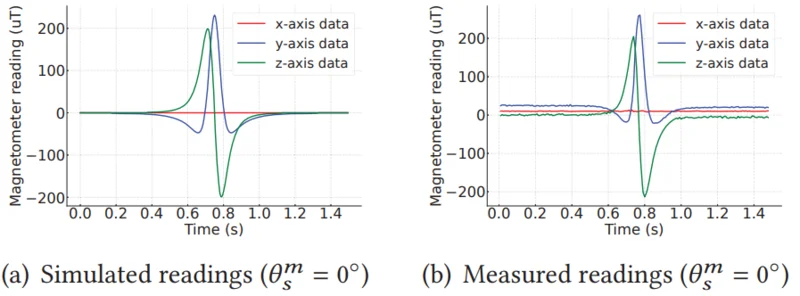 Magnetometer reading (uT)
200
100
0
−100
−200
x-axis data
y-axis data
z-axis data
0.0 0.2 0.4 0.6 0.8 1.0 1.2 1.4
Time (s)
(a) Simulated readings (θₛᵐ = 0°)
Magnetometer reading (uT)
200
100
0
−100
−200
x-axis data
y-axis data
z-axis data
0.0 0.2 0.4 0.6 0.8 1.0 1.2 1.4
Time (s)
(b) Measured readings (θₛᵐ = 0°)